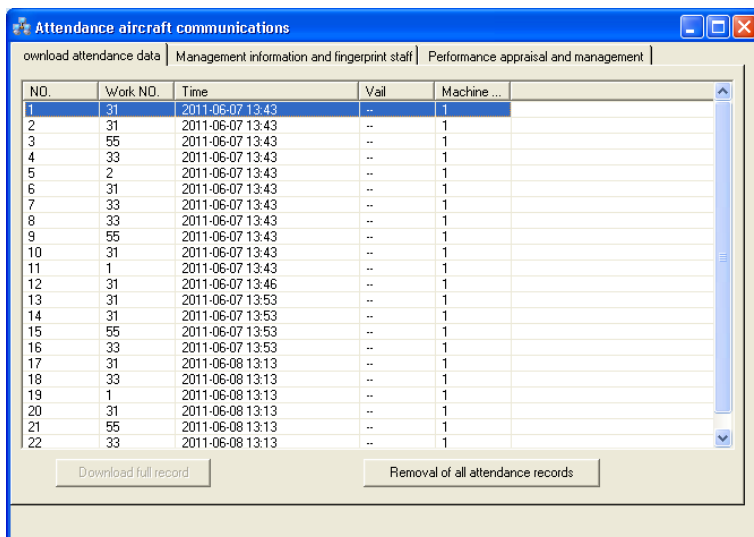 Attendance aircraft communications
ownload attendance data Management information and fingerprint staff Performance appraisal and management
NO. Work NO. Time Vail Machine ...
1 31 2011-06-07 13:43 -- 1
2 31 2011-06-07 13:43 -- 1
3 55 2011-06-07 13:43 -- 1
4 33 2011-06-07 13:43 -- 1
5 2 2011-06-07 13:43 -- 1
6 31 2011-06-07 13:43 -- 1
7 33 2011-06-07 13:43 -- 1
8 33 2011-06-07 13:43 -- 1
9 55 2011-06-07 13:43 -- 1
10 31 2011-06-07 13:43 -- 1
11 1 2011-06-07 13:43 -- 1
12 31 2011-06-07 13:46 -- 1
13 31 2011-06-07 13:53 -- 1
14 31 2011-06-07 13:53 -- 1
15 55 2011-06-07 13:53 -- 1
16 33 2011-06-07 13:53 -- 1
17 31 2011-06-08 13:13 -- 1
18 33 2011-06-08 13:13 -- 1
19 1 2011-06-08 13:13 -- 1
20 31 2011-06-08 13:13 -- 1
21 55 2011-06-08 13:13 -- 1
22 33 2011-06-08 13:13 -- 1
Download full record Removal of all attendance records